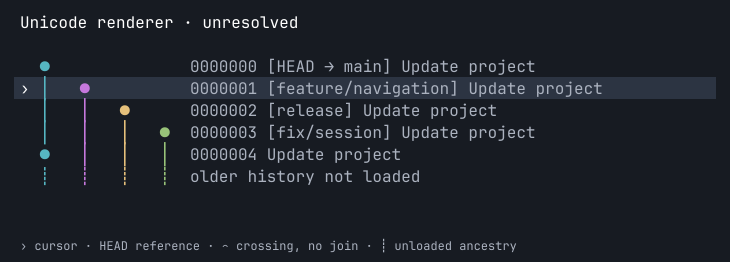 Unicode renderer · unresolved
0000000 [HEAD → main] Update project
› 0000001 [feature/navigation] Update project
0000002 [release] Update project
0000003 [fix/session] Update project
0000004 Update project
older history not loaded
› cursor · HEAD reference · ⌢ crossing, no join · ┊ unloaded ancestry